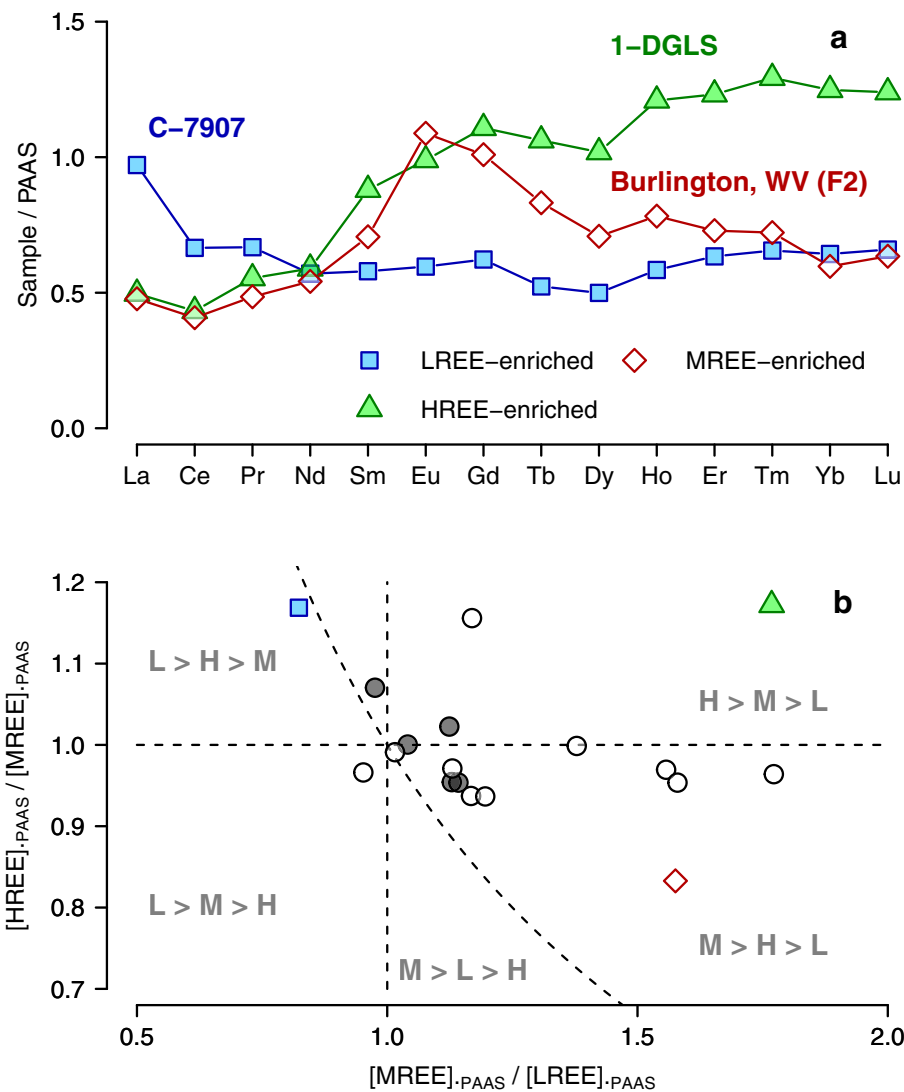 1.5
1.0
0.5
0.0
Sample / PAAS
a
1−DGLS
C−7907
Burlington, WV (F2)
LREE−enriched
MREE−enriched
HREE−enriched
La Ce Pr Nd Sm Eu Gd Tb Dy Ho Er Tm Yb Lu
1.2
1.1
1.0
0.9
0.8
0.7
[HREE].PAAS / [MREE].PAAS
b
L > H > M
H > M > L
L > M > H
M > L > H
M > H > L
0.5 1.0 1.5 2.0
[MREE].PAAS / [LREE].PAAS